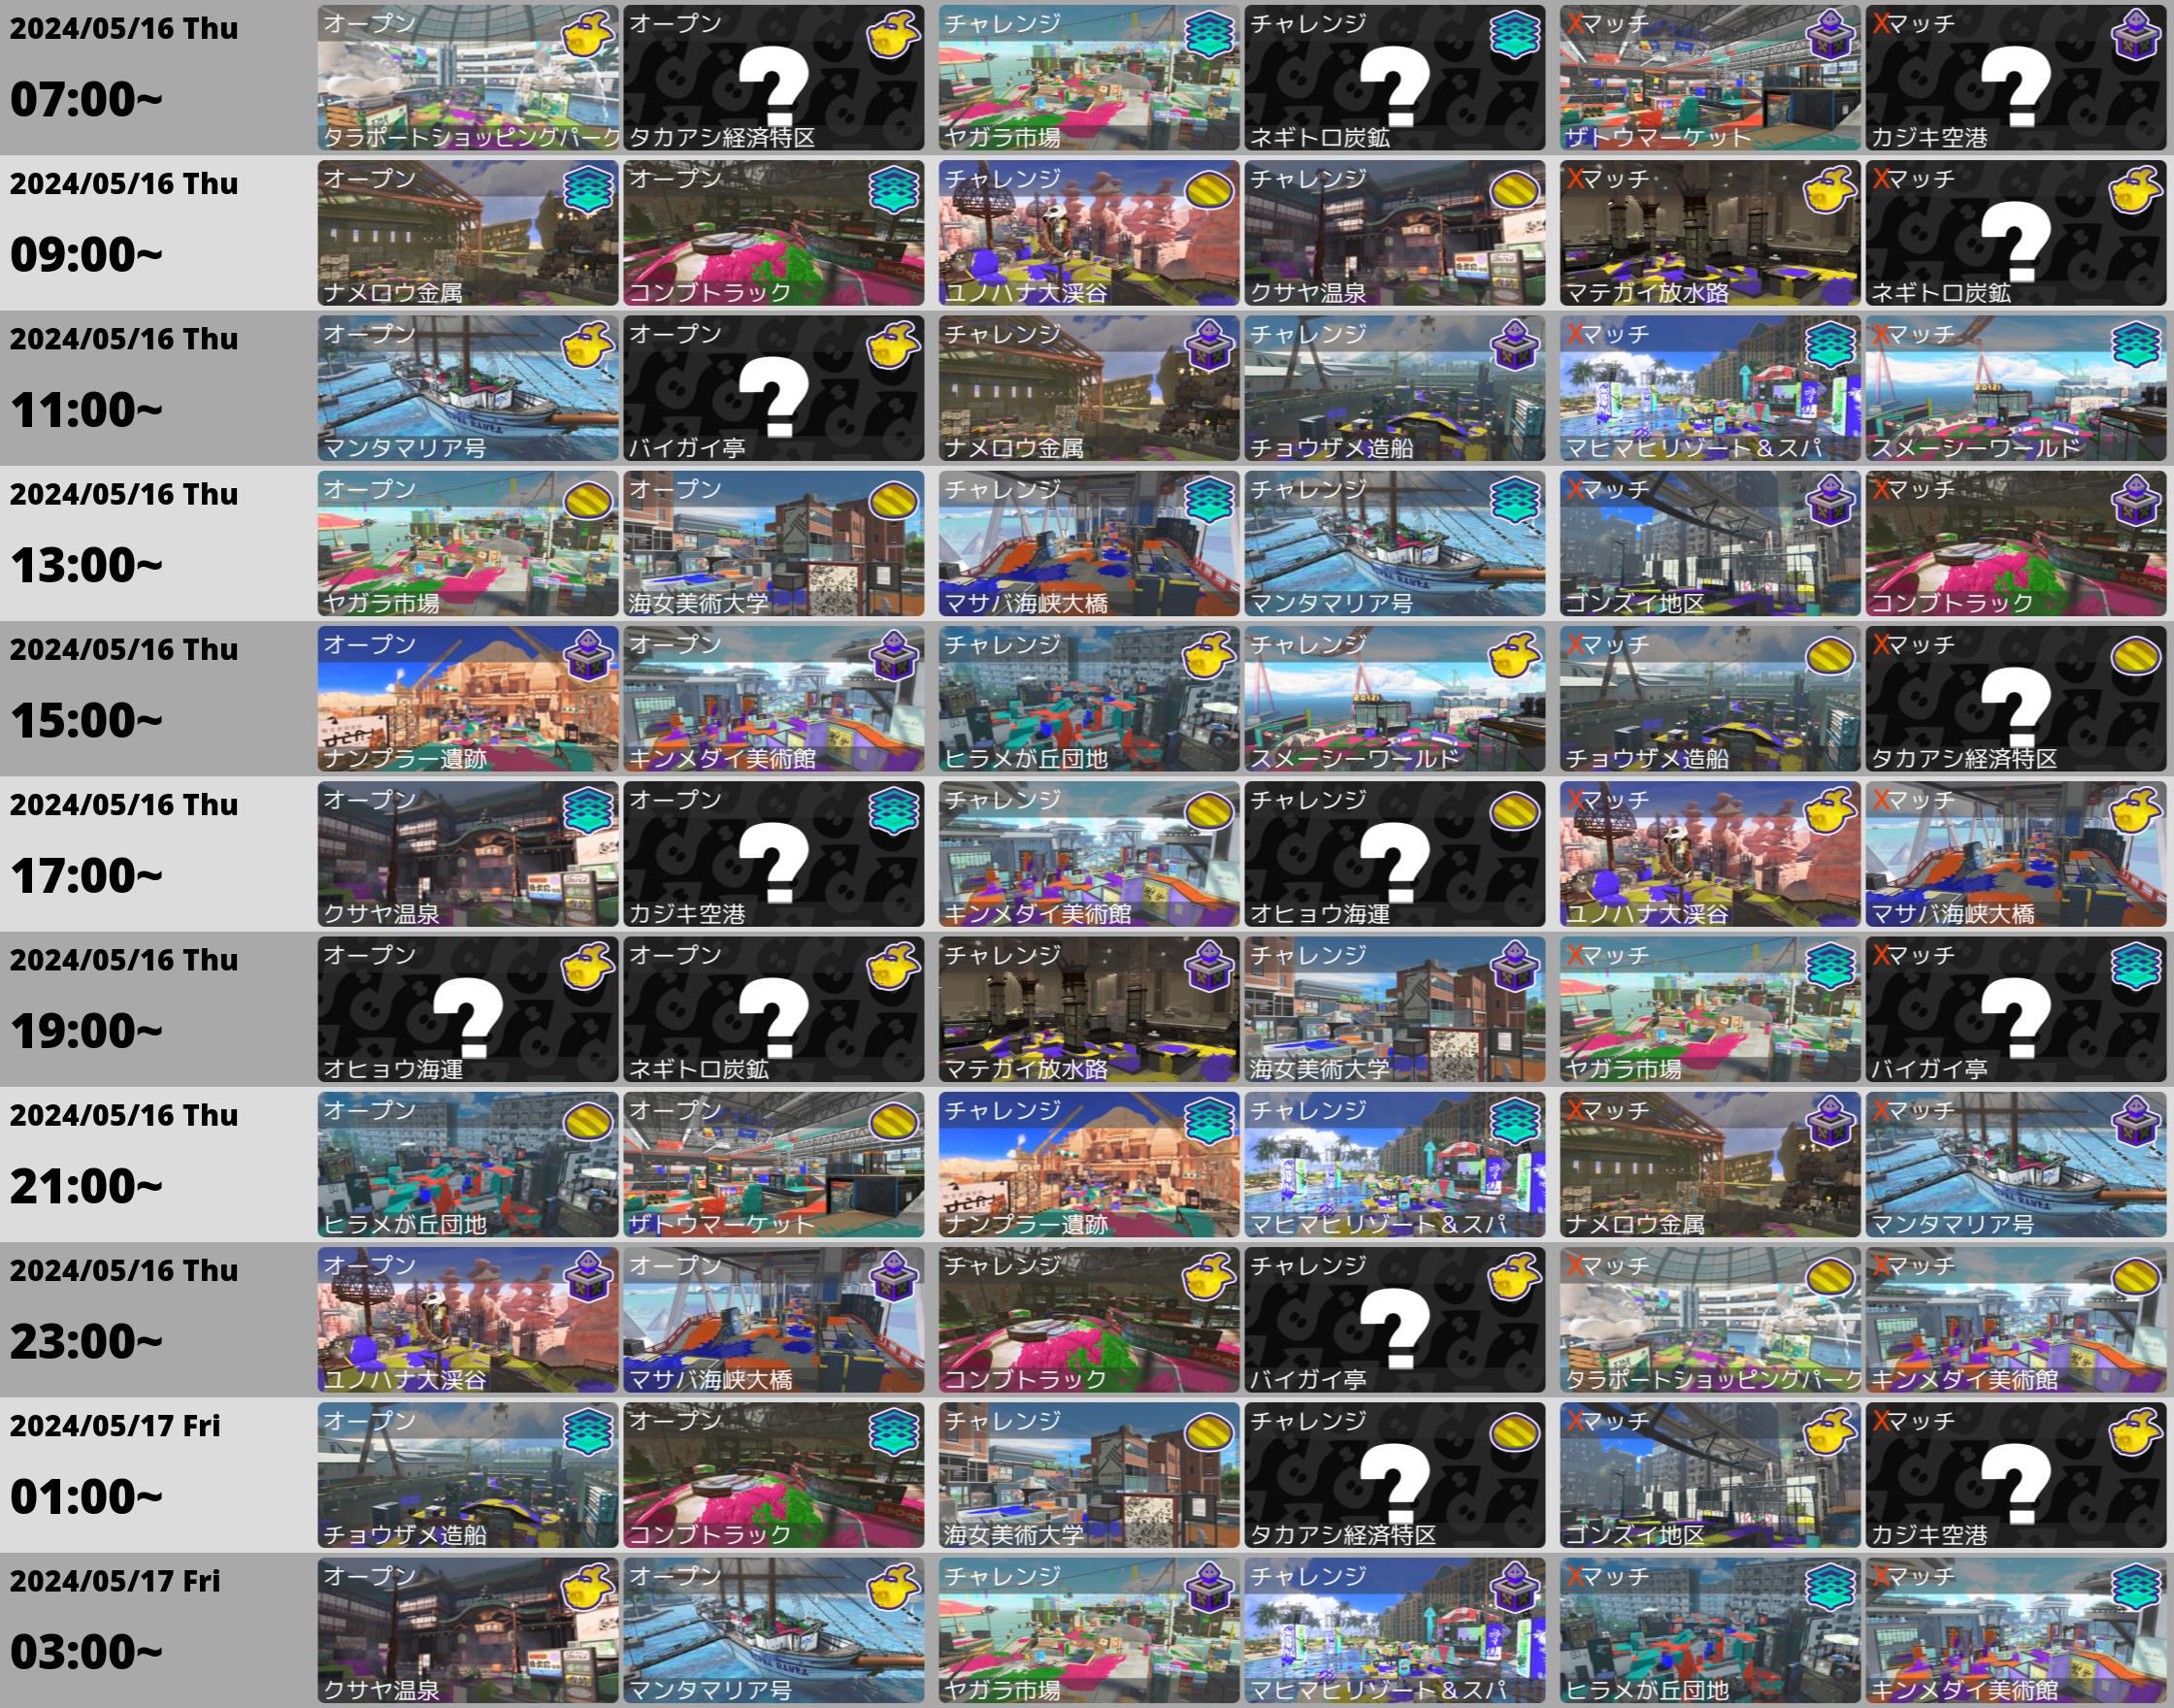 2024/05/16 Thu
07:00~
オープン
タラポートショッピングパーク
オープン
タカアシ経済特区
チャレンジ
ヤガラ市場
チャレンジ
ネギトロ炭鉱
Xマッチ
ザトウマーケット
Xマッチ
カジキ空港
2024/05/16 Thu
09:00~
オープン
ナメロウ金属
オープン
コンブトラック
チャレンジ
ユノハナ大渓谷
チャレンジ
クサヤ温泉
Xマッチ
マテガイ放水路
Xマッチ
ネギトロ炭鉱
2024/05/16 Thu
11:00~
オープン
マンタマリア号
オープン
バイガイ亭
チャレンジ
ナメロウ金属
チャレンジ
チョウザメ造船
Xマッチ
マヒマヒリゾート&スパ
Xマッチ
スメーシーワールド
2024/05/16 Thu
13:00~
オープン
ヤガラ市場
オープン
海女美術大学
チャレンジ
マサバ海峡大橋
チャレンジ
マンタマリア号
Xマッチ
ゴンズイ地区
Xマッチ
コンブトラック
2024/05/16 Thu
15:00~
オープン
ナンプラー遺跡
オープン
キンメダイ美術館
チャレンジ
ヒラメが丘団地
チャレンジ
スメーシーワールド
Xマッチ
チョウザメ造船
Xマッチ
タカアシ経済特区
2024/05/16 Thu
17:00~
オープン
クサヤ温泉
オープン
カジキ空港
チャレンジ
キンメダイ美術館
チャレンジ
オヒョウ海運
Xマッチ
ユノハナ大渓谷
Xマッチ
マサバ海峡大橋
2024/05/16 Thu
19:00~
オープン
オヒョウ海運
オープン
ネギトロ炭鉱
チャレンジ
マテガイ放水路
チャレンジ
海女美術大学
Xマッチ
ヤガラ市場
Xマッチ
バイガイ亭
2024/05/16 Thu
21:00~
オープン
ヒラメが丘団地
オープン
ザトウマーケット
チャレンジ
ナンプラー遺跡
チャレンジ
マヒマヒリゾート&スパ
Xマッチ
ナメロウ金属
Xマッチ
マンタマリア号
2024/05/16 Thu
23:00~
オープン
ユノハナ大渓谷
オープン
マサバ海峡大橋
チャレンジ
コンブトラック
チャレンジ
バイガイ亭
Xマッチ
タラポートショッピングパーク
Xマッチ
キンメダイ美術館
2024/05/17 Fri
01:00~
オープン
チョウザメ造船
オープン
コンブトラック
チャレンジ
海女美術大学
チャレンジ
タカアシ経済特区
Xマッチ
ゴンズイ地区
Xマッチ
カジキ空港
2024/05/17 Fri
03:00~
オープン
クサヤ温泉
オープン
マンタマリア号
チャレンジ
ヤガラ市場
チャレンジ
マヒマヒリゾート&スパ
Xマッチ
ヒラメが丘団地
Xマッチ
キンメダイ美術館